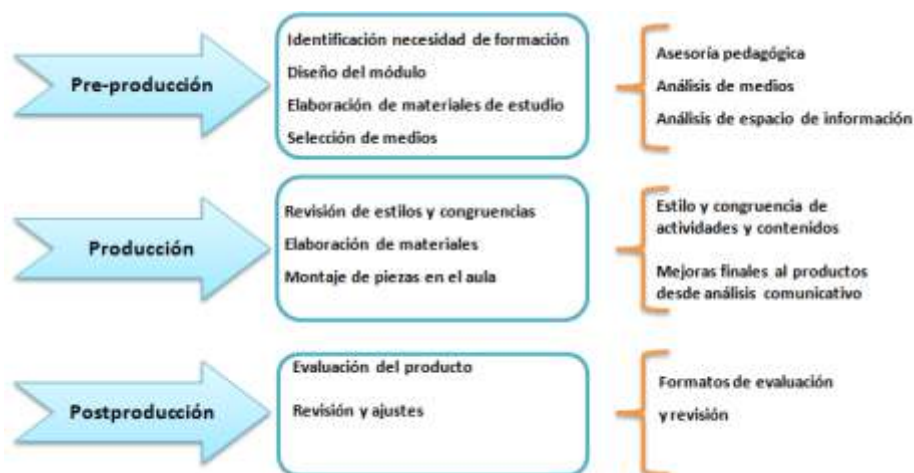 Pre-producción
Identificación necesidad de formación
Diseño del módulo
Elaboración de materiales de estudio
Selección de medios
Asesoría pedagógica
Análisis de medios
Análisis de espacio de información
Producción
Revisión de estilos y congruencias
Elaboración de materiales
Montaje de piezas en el aula
Estilo y congruencia de
actividades y contenidos
Mejoras finales al productos
desde análisis comunicativo
Postproducción
Evaluación del producto
Revisión y ajustes
Formatos de evaluación
y revisión